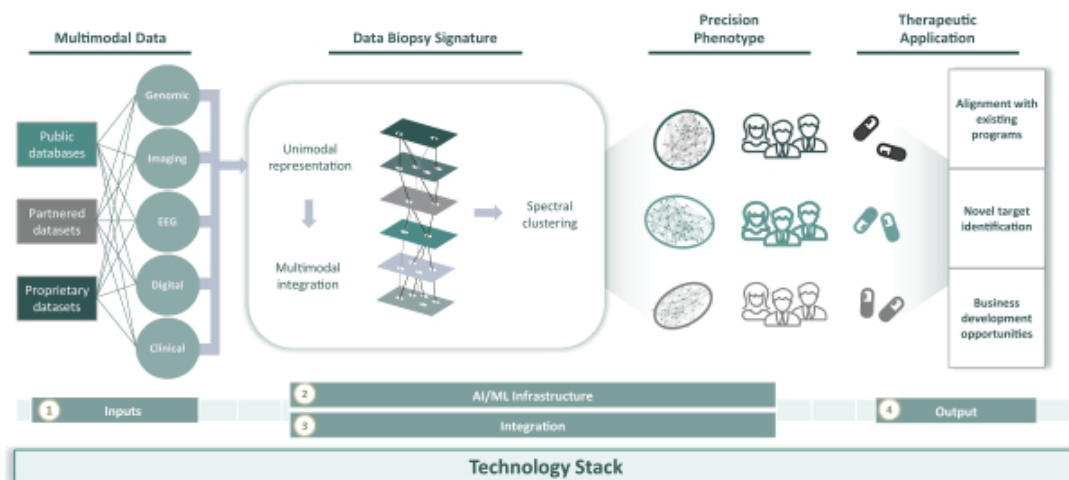 Multimodal Data
Data Biopsy Signature
Precision
Phenotype
Therapeutic
Application
Public
databases
Partnered
datasets
Proprietary
datasets
Genomic
Imaging
EEG
Digital
Clinical
Unimodal
representation
Multimodal
integration
Spectral
clustering
Alignment with
existing
programs
Novel target
identification
Business
development
opportunities
1 Inputs
2 AI/ML Infrastructure
3 Integration
4 Output
Technology Stack